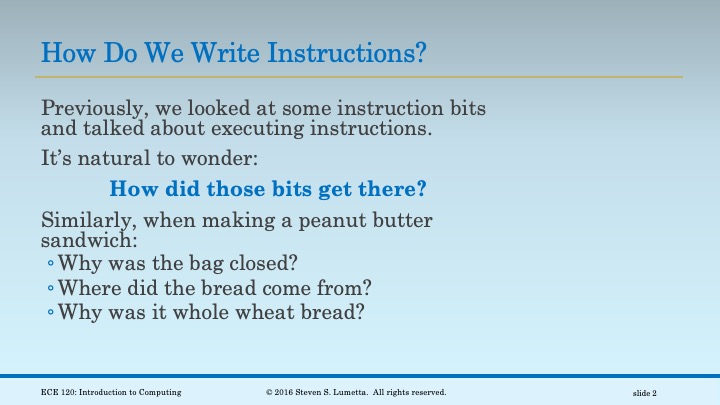 How Do We Write Instructions?
Previously, we looked at some instruction bits
and talked about executing instructions.
It’s natural to wonder:
How did those bits get there?
Similarly, when making a peanut butter
sandwich:
◦Why was the bag closed?
◦Where did the bread come from?
◦Why was it whole wheat bread?
ECE 120: Introduction to Computing © 2016 Steven S. Lumetta. All rights reserved. slide 2